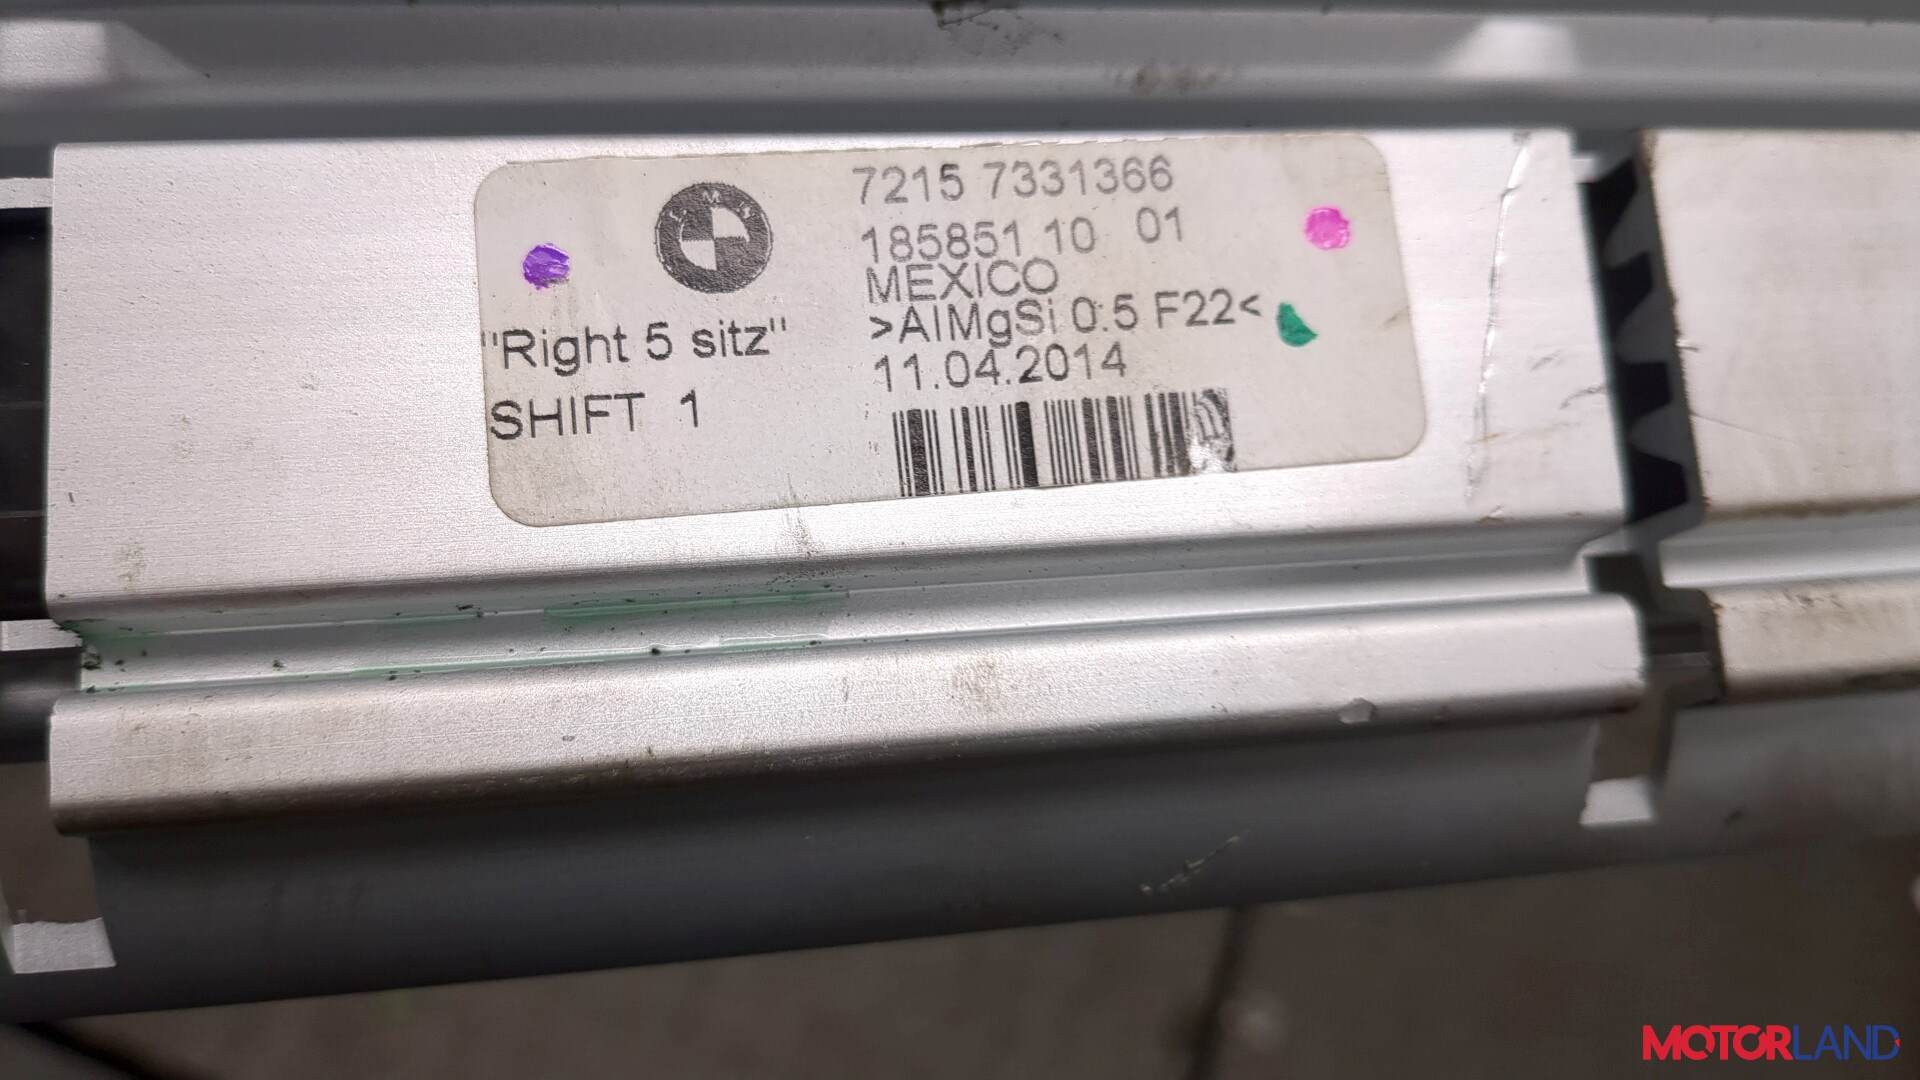 BMW
7215 7331366
185851 10 01
MEXICO
>AlMgSi 0.5 F22<
11.04.2014
"Right 5 sitz"
SHIFT 1
MOTORLAND